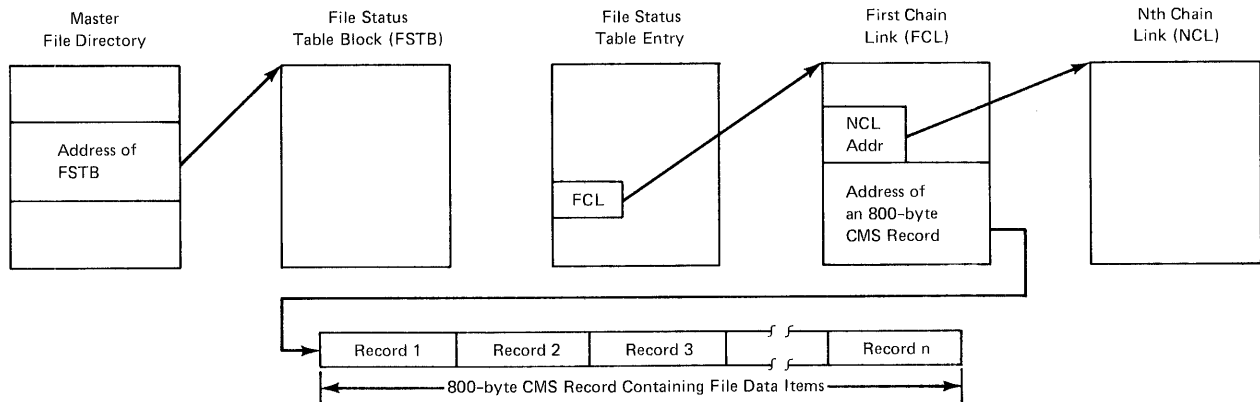 Master
File Directory
File Status
Table Block (FSTB)
File Status
Table Entry
First Chain
Link (FCL)
Nth Chain
Link (NCL)
Address of
FSTB
FCL
NCL
Addr
Address of
an 800-byte
CMS Record
Record 1
Record 2
Record 3
Record n
800-byte CMS Record Containing File Data Items